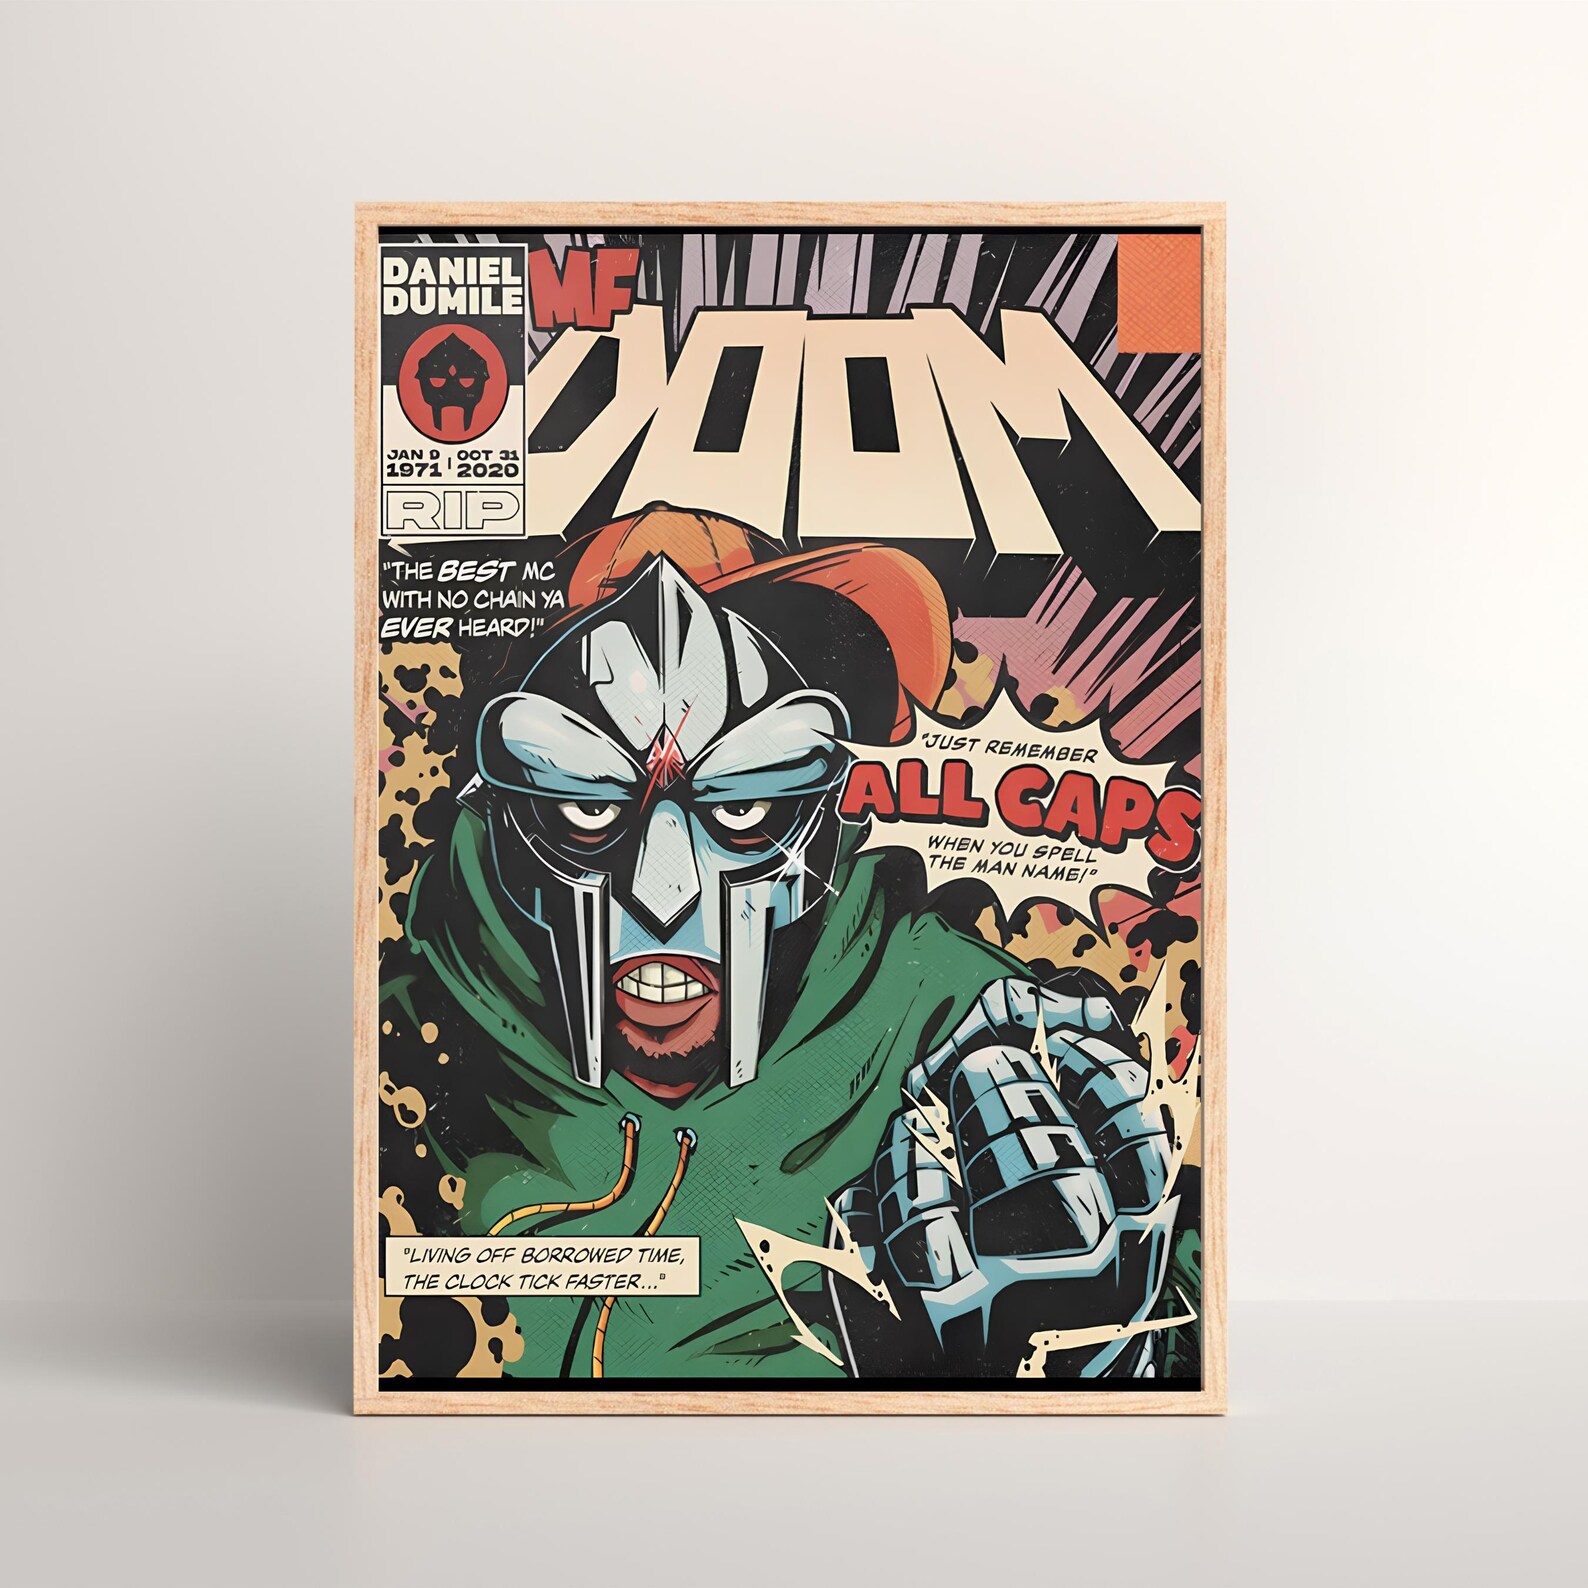 DANIEL
DUMILE
JAN 9 | OCT 31
1971 | 2020
RIP
MF
DOOM
"THE BEST MC
WITH NO CHAIN YA
EVER HEARD!"
"JUST REMEMBER
ALL CAPS
WHEN YOU SPELL
THE MAN NAME!"
"LIVING OFF BORROWED TIME,
THE CLOCK TICK FASTER..."